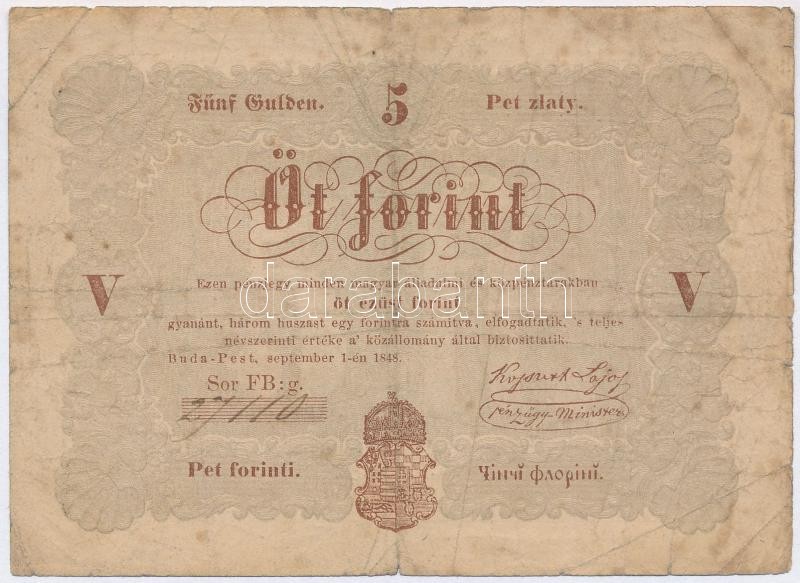 Fünf Gulden. 5 Pet zlaty.
Öt forint
Ezen pénzjegy minden magyar álladalmi és közpénztárakban
V öt ezüst forint V
gyanánt, három huszast egy forintra számítva, elfogadtatik, 's teljes
névszerinti értéke a' közállomány által biztosittatik.
Buda-Pest, september 1-én 1848.
Sor FB:g.
27110
Kossuth Lajos
pénzügy-Minister
Pet forinti. Чінчі флоріні.
darabanth